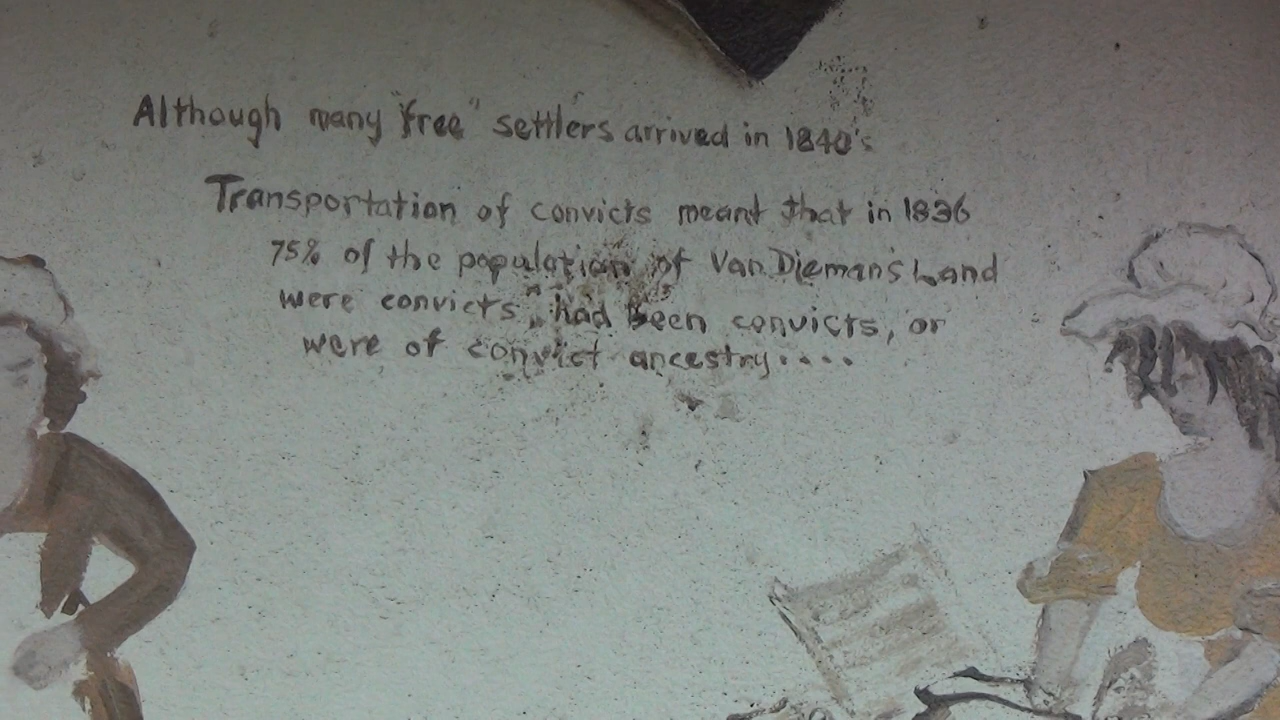 Although many "free" settlers arrived in 1840's
Transportation of convicts meant that in 1836
75% of the population of Van Dieman's Land
were convicts, had been convicts, or
were of convict ancestry....